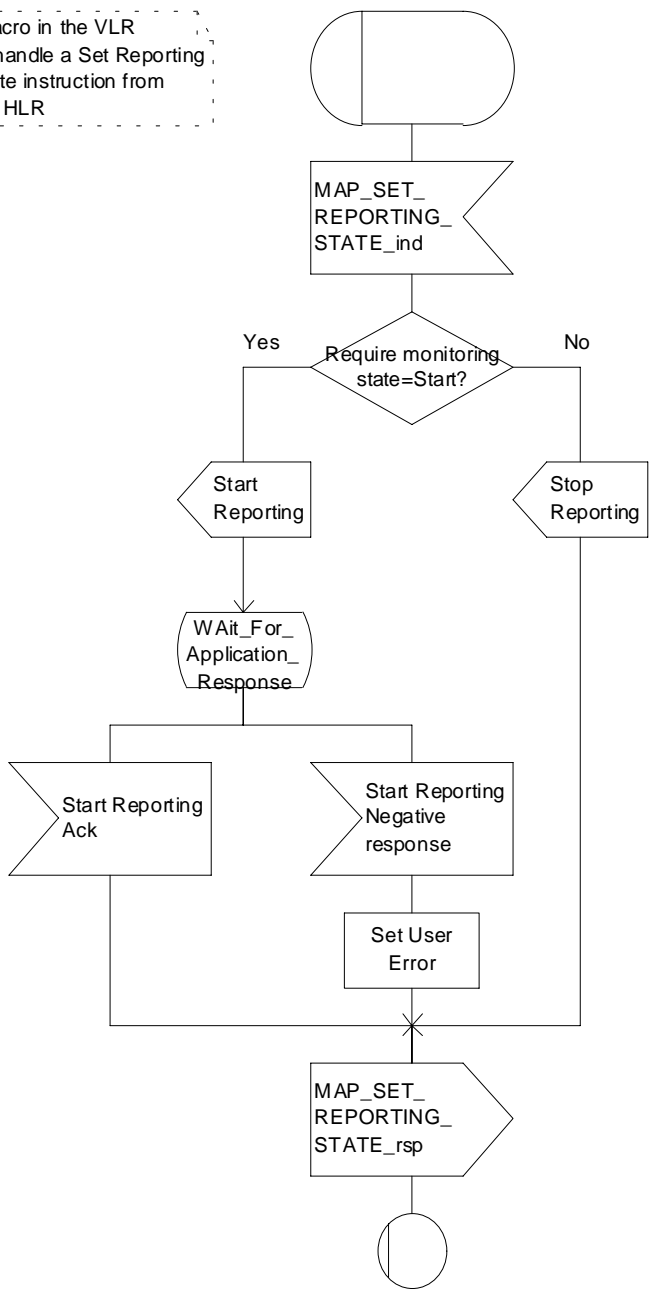 cro in the VLR
handle a Set Reporting
te instruction from
HLR
MAP_SET_
REPORTING_
STATE_ind
Yes
No
Require monitoring
state=Start?
Start
Reporting
Stop
Reporting
WAit_For_
Application_
Response
Start Reporting
Ack
Start Reporting
Negative
response
Set User
Error
MAP_SET_
REPORTING_
STATE_rsp